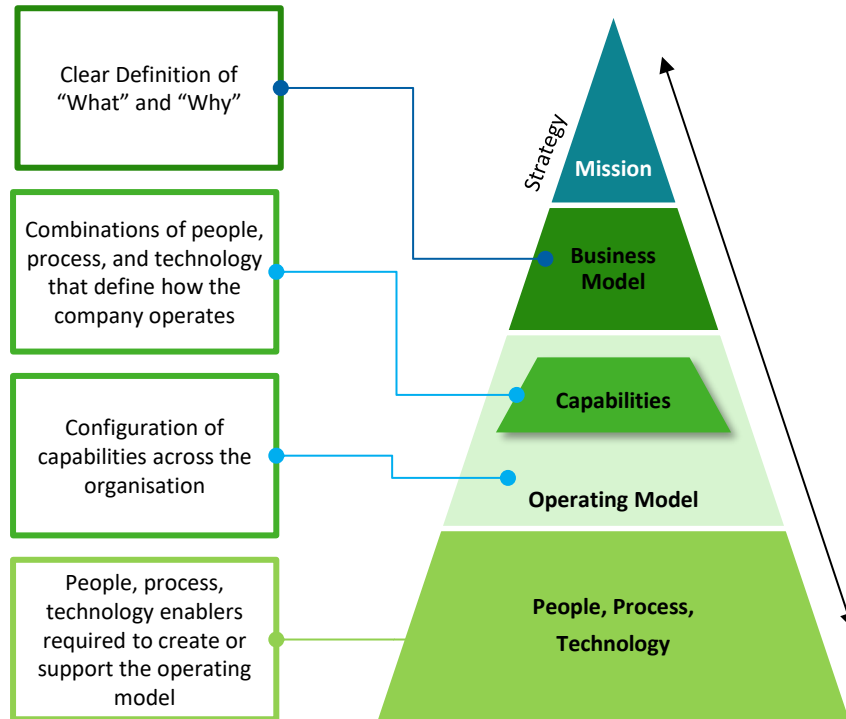 Clear Definition of
“What” and “Why”
Combinations of people,
process, and technology
that define how the
company operates
Configuration of
capabilities across the
organisation
People, process,
technology enablers
required to create or
support the operating
model
Strategy
Mission
Business
Model
Capabilities
Operating Model
People, Process,
Technology